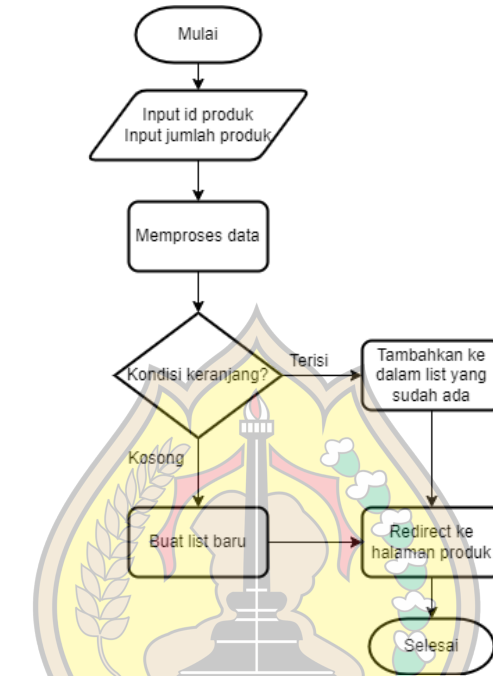 Mulai
Input id produk
Input jumlah produk
Memproses data
Kondisi keranjang?
Terisi
Tambahkan ke
dalam list yang
sudah ada
Kosong
Buat list baru
Redirect ke
halaman produk
Selesai